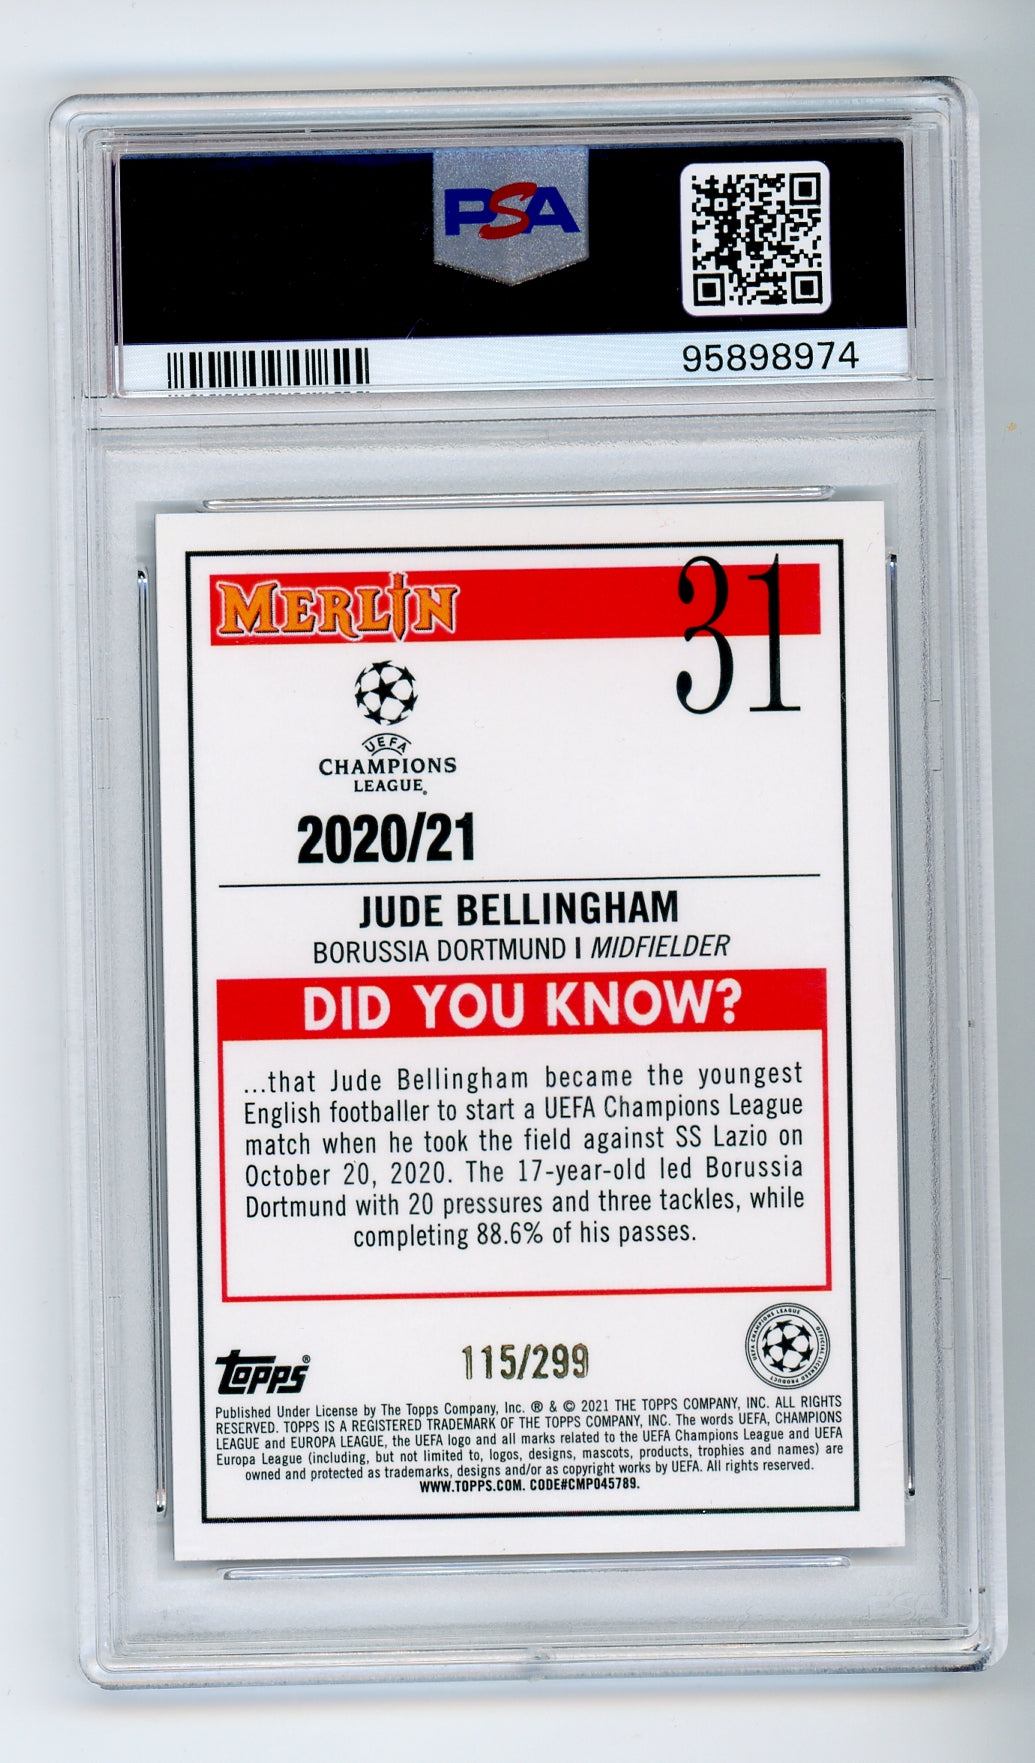 PSA
95898974
MERLIN
31
UEFA
CHAMPIONS
LEAGUE®
2020/21
JUDE BELLINGHAM
BORUSSIA DORTMUND | MIDFIELDER
DID YOU KNOW?
...that Jude Bellingham became the youngest
English footballer to start a UEFA Champions League
match when he took the field against SS Lazio on
October 20, 2020. The 17-year-old led Borussia
Dortmund with 20 pressures and three tackles, while
completing 88.6% of his passes.
Topps®
115/299
UEFA CHAMPIONS LEAGUE OFFICIAL LICENSED PRODUCT
Published Under License by The Topps Company, Inc. ® & © 2021 THE TOPPS COMPANY, INC. ALL RIGHTS
RESERVED. TOPPS IS A REGISTERED TRADEMARK OF THE TOPPS COMPANY, INC. The words UEFA, CHAMPIONS
LEAGUE and EUROPA LEAGUE, the UEFA logo and all marks related to the UEFA Champions League and UEFA
Europa League (including, but not limited to, logos, designs, mascots, products, trophies and names) are
owned and protected as trademarks, designs and/or as copyright works by UEFA. All rights reserved.
WWW.TOPPS.COM. CODE#CMP045789.